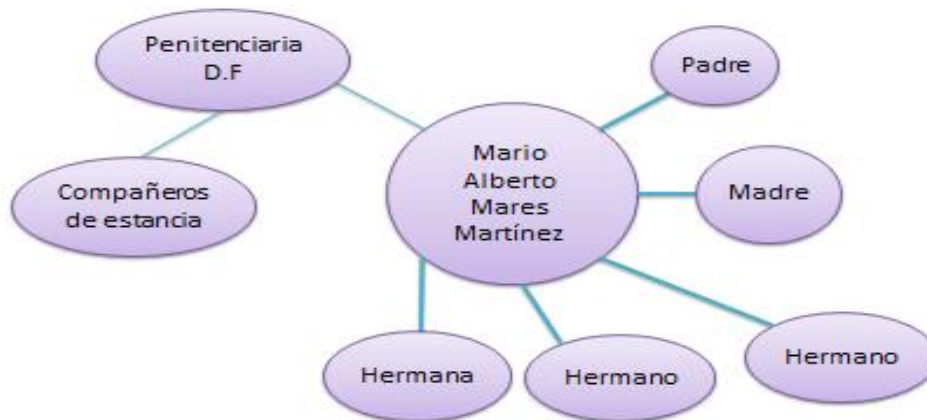 Penitenciaria
D.F
Padre
Mario
Alberto
Mares
Martínez
Compañeros
de estancia
Madre
Hermana
Hermano
Hermano